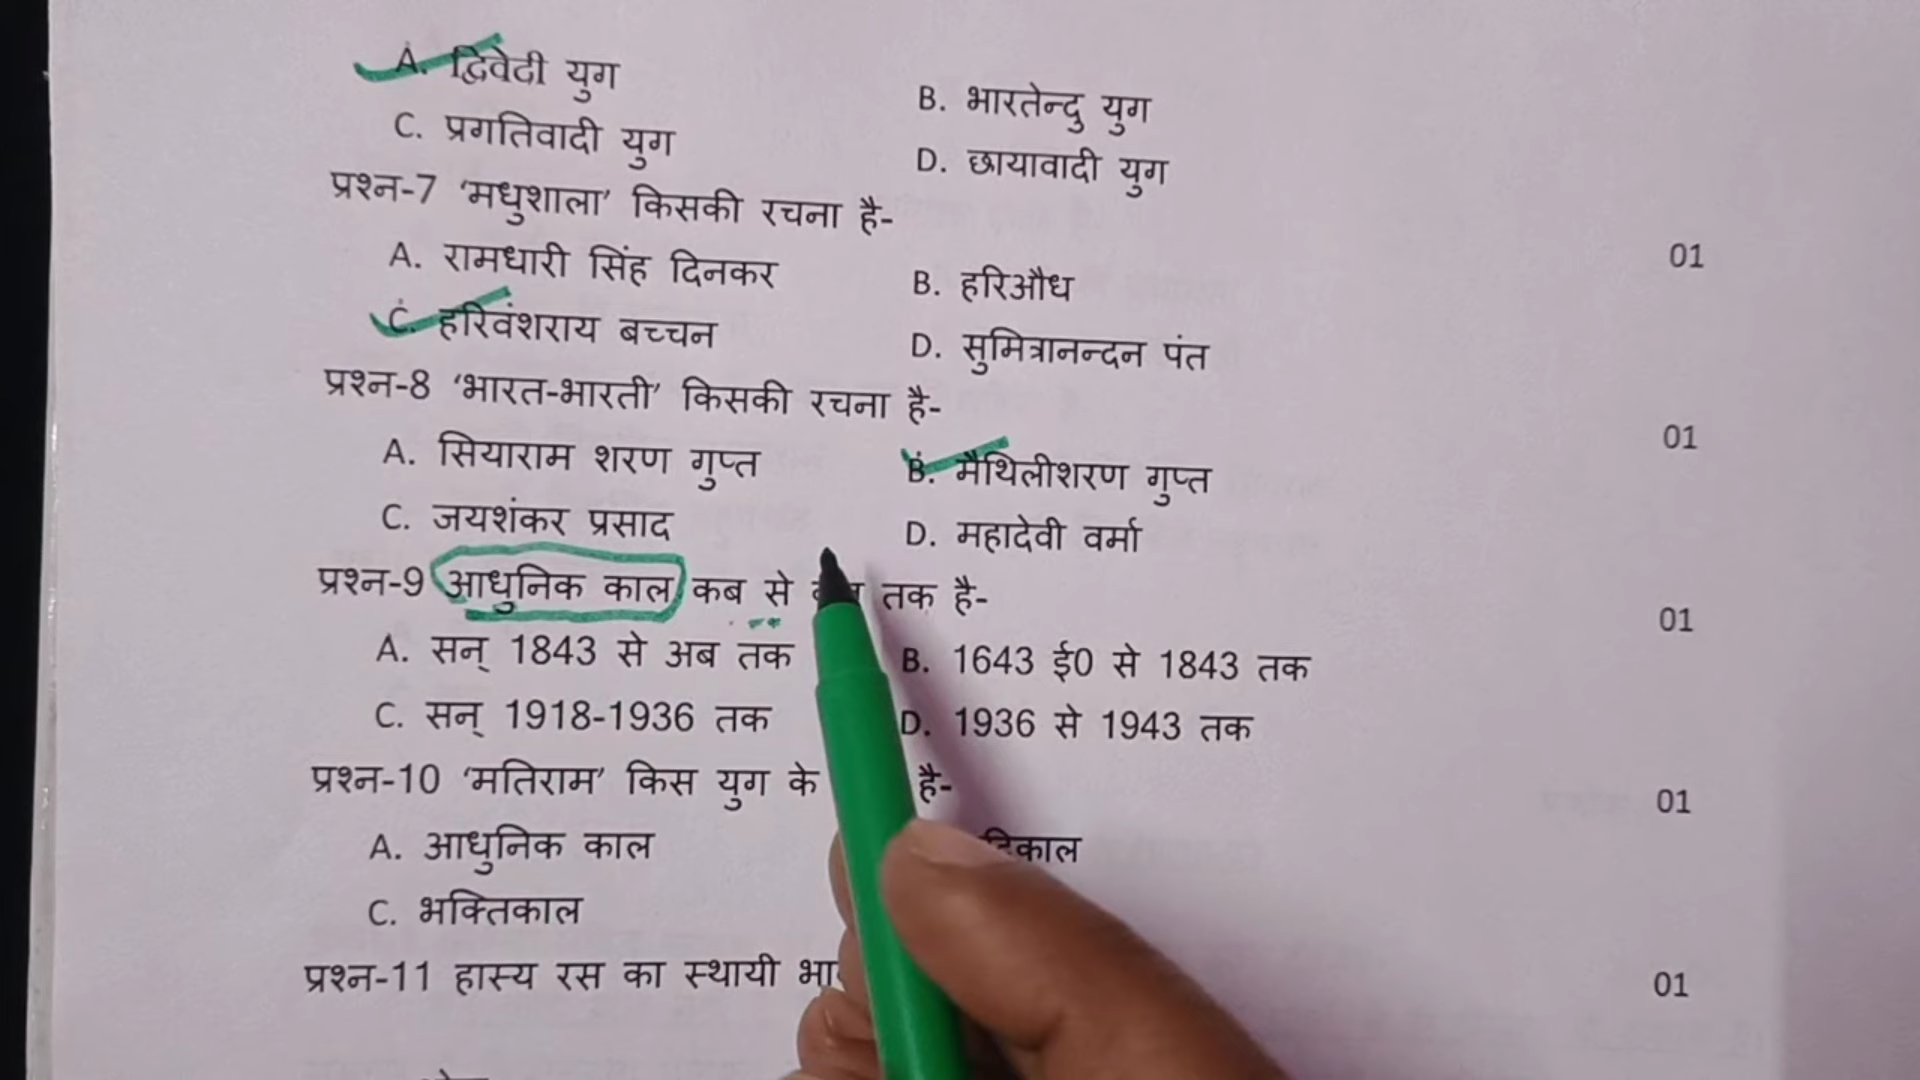 A. द्विवेदी युग B. भारतेन्दु युग
C. प्रगतिवादी युग D. छायावादी युग
प्रश्न-7 'मधुशाला' किसकी रचना है- 01
A. रामधारी सिंह दिनकर B. हरिऔध
C. हरिवंशराय बच्चन D. सुमित्रानन्दन पंत
प्रश्न-8 'भारत-भारती' किसकी रचना है- 01
A. सियाराम शरण गुप्त B. मैथिलीशरण गुप्त
C. जयशंकर प्रसाद D. महादेवी वर्मा
प्रश्न-9 आधुनिक काल कब से तक है- 01
A. सन् 1843 से अब तक B. 1643 ई0 से 1843 तक
C. सन् 1918-1936 तक D. 1936 से 1943 तक
प्रश्न-10 'मतिराम' किस युग के है- 01
A. आधुनिक काल
C. भक्तिकाल
प्रश्न-11 हास्य रस का स्थायी 01